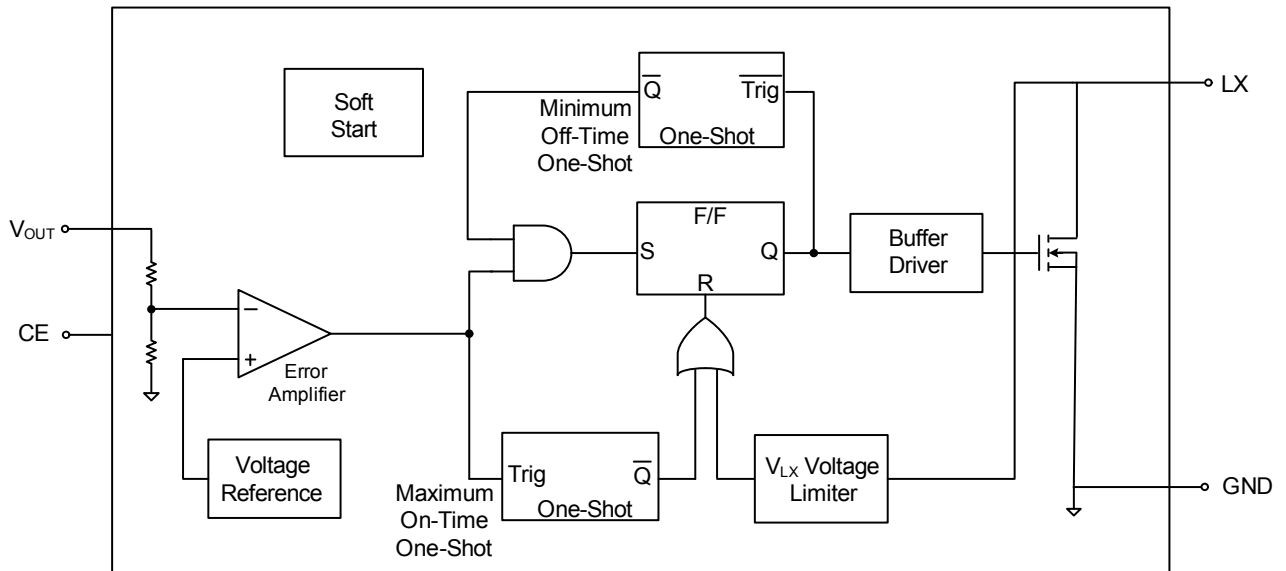 Soft
Start
Q̅
T̅r̅i̅g̅
Minimum
Off-Time
One-Shot
One-Shot
LX
VOUT
F/F
S
Q
R
Buffer
Driver
CE
−
+
Error
Amplifier
Voltage
Reference
Trig
Q̅
One-Shot
Maximum
On-Time
One-Shot
VLX Voltage
Limiter
GND